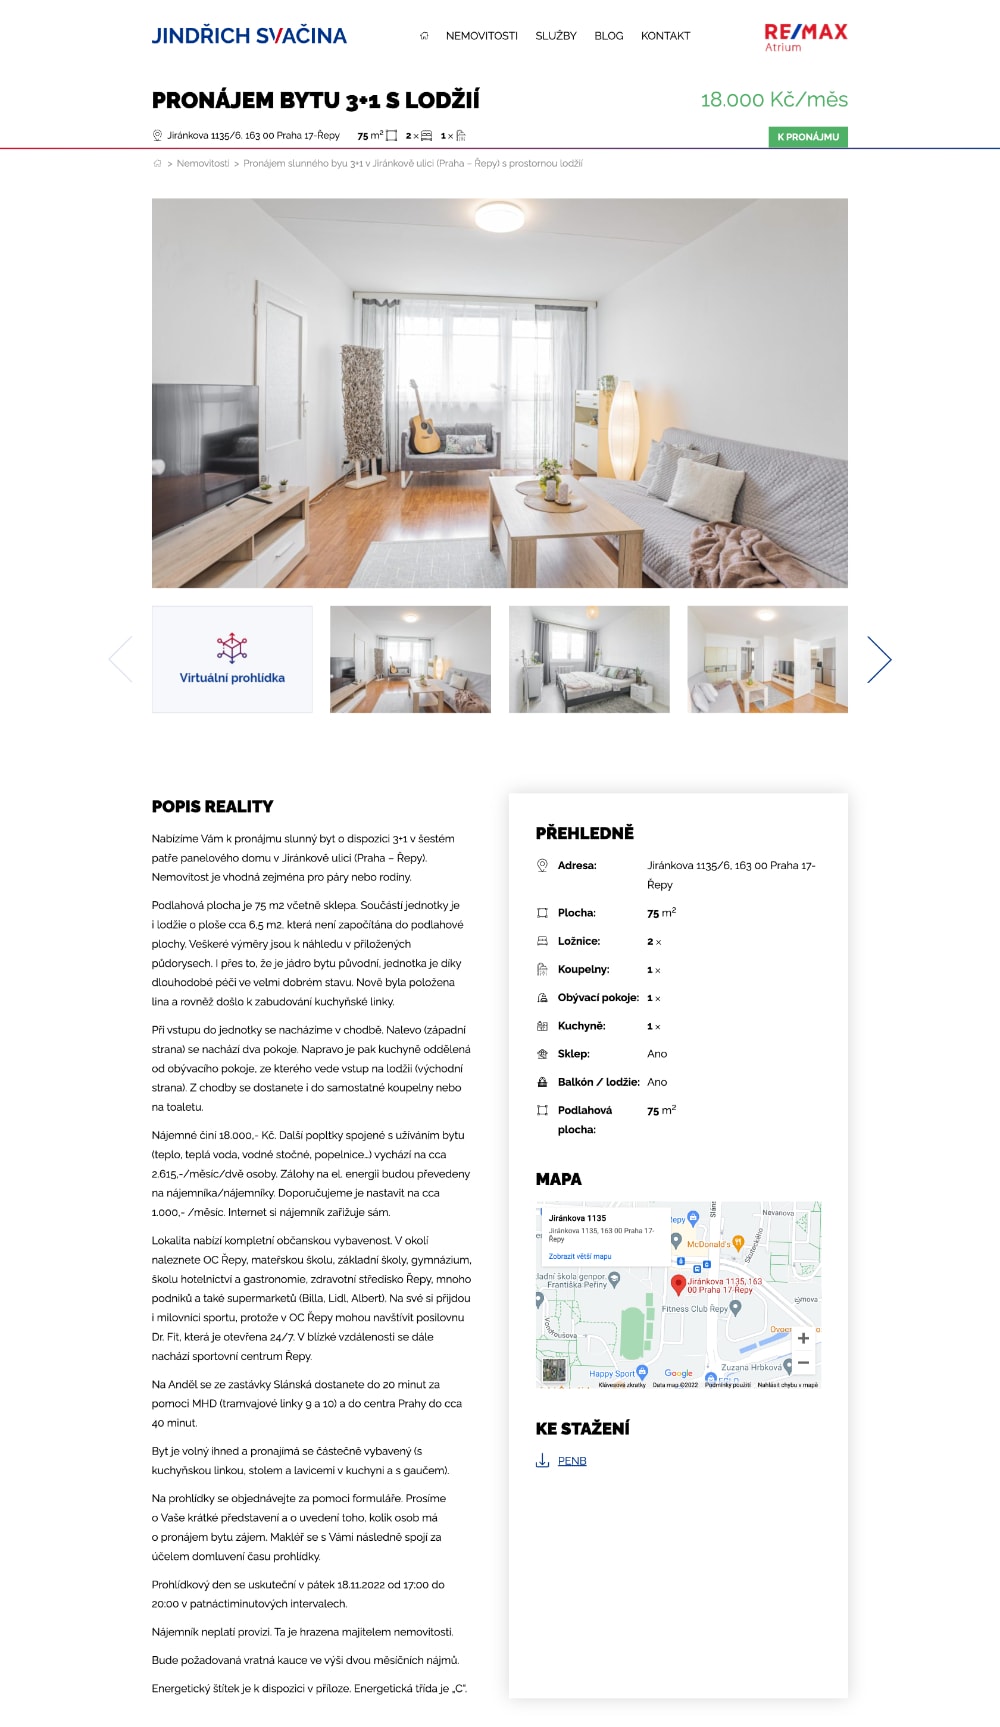 JINDŘICH SVAČINA
NEMOVITOSTI SLUŽBY BLOG KONTAKT
RE/MAX
Atrium
PRONÁJEM BYTU 3+1 S LODŽIÍ
18.000 Kč/měs
Jiránkova 1135/6, 163 00 Praha 17-Řepy 75 m² 2 × 1 ×
K PRONÁJMU
> Nemovitosti > Pronájem slunného byu 3+1 v Jiránkově ulici (Praha – Řepy) s prostornou lodžií
Virtuální prohlídka
POPIS REALITY
Nabízíme Vám k pronájmu slunný byt o dispozici 3+1 v šestém
patře panelového domu v Jiránkově ulici (Praha – Řepy).
Nemovitost je vhodná zejména pro páry nebo rodiny.
Podlahová plocha je 75 m2 včetně sklepa. Součástí jednotky je
i lodžie o ploše cca 6,5 m2, která není započítána do podlahové
plochy. Veškeré výměry jsou k náhledu v přiložených
půdorysech. I přes to, že je jádro bytu původní, jednotka je díky
dlouhodobé péči ve velmi dobrém stavu. Nově byla položena
lina a rovněž došlo k zabudování kuchyňské linky.
Při vstupu do jednotky se nacházíme v chodbě. Nalevo (západní
strana) se nachází dva pokoje. Napravo je pak kuchyně oddělená
od obývacího pokoje, ze kterého vede vstup na lodžii (východní
strana). Z chodby se dostanete i do samostatné koupelny nebo
na toaletu.
Nájemné činí 18.000,- Kč. Další popltky spojené s užíváním bytu
(teplo, teplá voda, vodné stočné, popelnice…) vychází na cca
2.615,-/měsíc/dvě osoby. Zálohy na el. energii budou převedeny
na nájemníka/nájemníky. Doporučujeme je nastavit na cca
1.000,- /měsíc. Internet si nájemník zařizuje sám.
Lokalita nabízí kompletní občanskou vybavenost. V okolí
naleznete OC Řepy, mateřskou školu, základní školy, gymnázium,
školu hotelnictví a gastronomie, zdravotní středisko Řepy, mnoho
podniků a také supermarketů (Billa, Lidl, Albert). Na své si přijdou
i milovníci sportu, protože v OC Řepy mohou navštívit posilovnu
Dr. Fit, která je otevřena 24/7. V blízké vzdálenosti se dále
nachází sportovní centrum Řepy.
Na Anděl se ze zastávky Slánská dostanete do 20 minut za
pomoci MHD (tramvajové linky 9 a 10) a do centra Prahy do cca
40 minut.
Byt je volný ihned a pronajímá se částečně vybavený (s
kuchyňskou linkou, stolem a lavicemi v kuchyni a s gaučem).
Na prohlídky se objednávejte za pomoci formuláře. Prosíme
o Vaše krátké představení a o uvedení toho, kolik osob má
o pronájem bytu zájem. Makléř se s Vámi následně spojí za
účelem domluvení času prohlídky.
Prohlídkový den se uskuteční v pátek 18.11.2022 od 17:00 do
20:00 v patnáctiminutových intervalech.
Nájemník neplatí provizi. Ta je hrazena majitelem nemovitosti.
Bude požadovaná vratná kauce ve výši dvou měsíčních nájmů.
Energetický štítek je k dispozici v příloze. Energetická třída je „C".
PŘEHLEDNĚ
Adresa: Jiránkova 1135/6, 163 00 Praha 17-
Řepy
Plocha: 75 m²
Ložnice: 2 ×
Koupelny: 1 ×
Obývací pokoje: 1 ×
Kuchyně: 1 ×
Sklep: Ano
Balkón / lodžie: Ano
Podlahová 75 m²
plocha:
MAPA
Jiránkova 1135
Jiránkova 1135, 163 00 Praha 17-
Řepy
Zobrazit větší mapu
Řepy
Slán
Nevanova
Skuteckého
McDonald's
Jiránkova 1135, 163
00 Praha 17-Řepy
ladní škola genpor.
Františka Peřiny
Fitness Club Řepy
Vondroušova
Happy Sport
Google
Zuzana Hrbková
Klávesové zkratky Data map ©2022 Podmínky použití Nahlásit chybu v mapě
KE STAŽENÍ
PENB